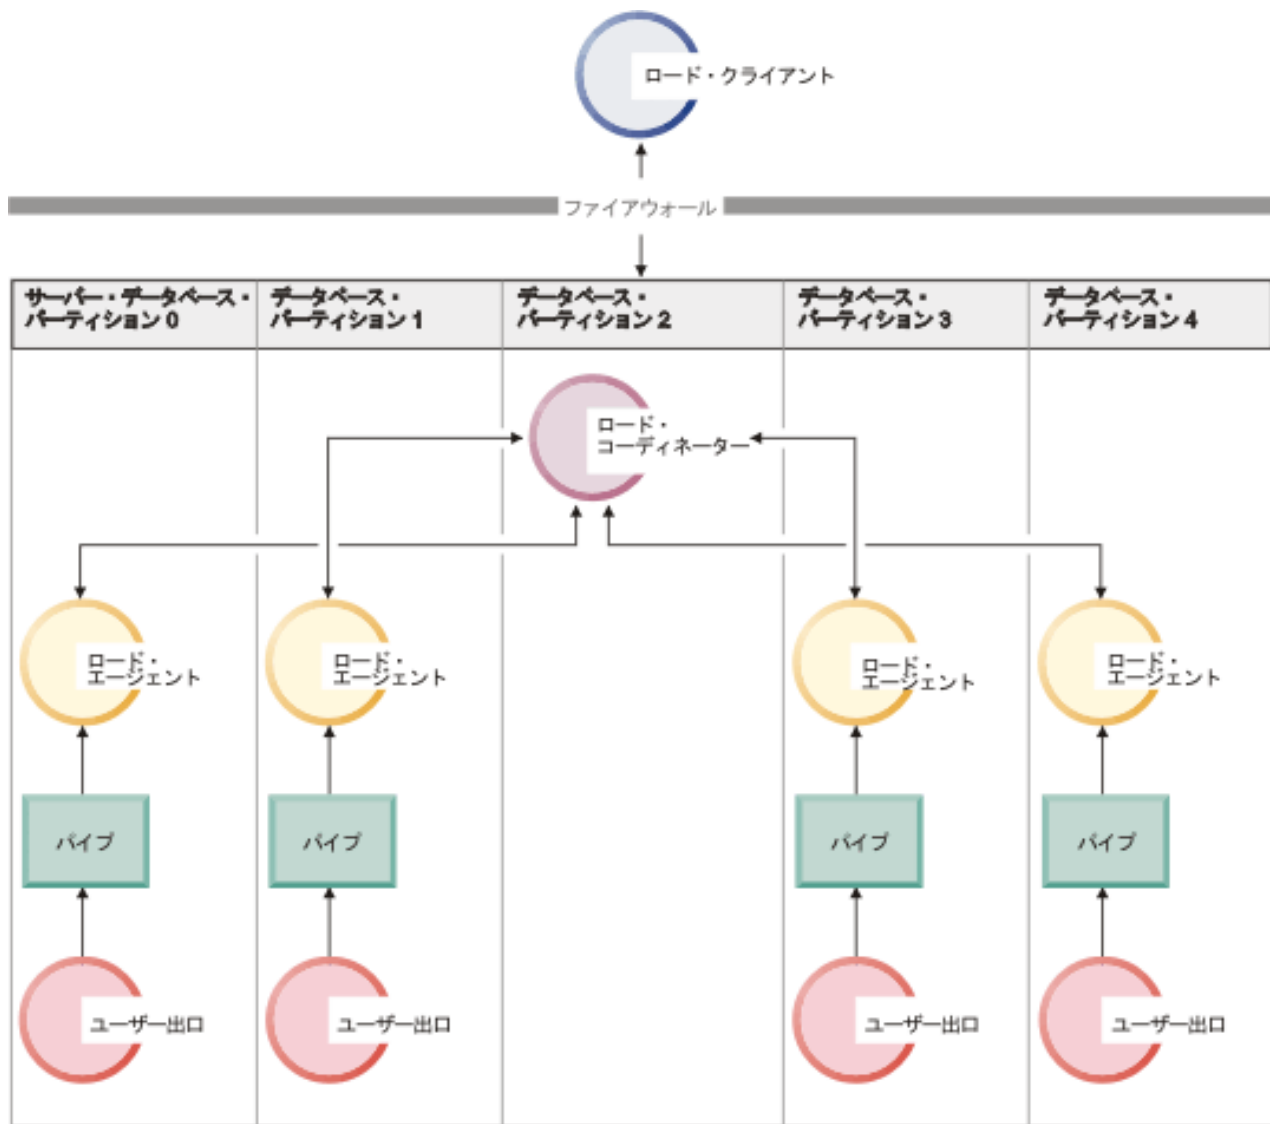 ロード・クライアント
ファイアウォール
サーバー・データベース・
パーティション 0
データベース・
パーティション 1
データベース・
パーティション 2
データベース・
パーティション 3
データベース・
パーティション 4
ロード・
コーディネーター
ロード・
エージェント
ロード・
エージェント
ロード・
エージェント
ロード・
エージェント
パイプ
パイプ
パイプ
パイプ
ユーザー出口
ユーザー出口
ユーザー出口
ユーザー出口